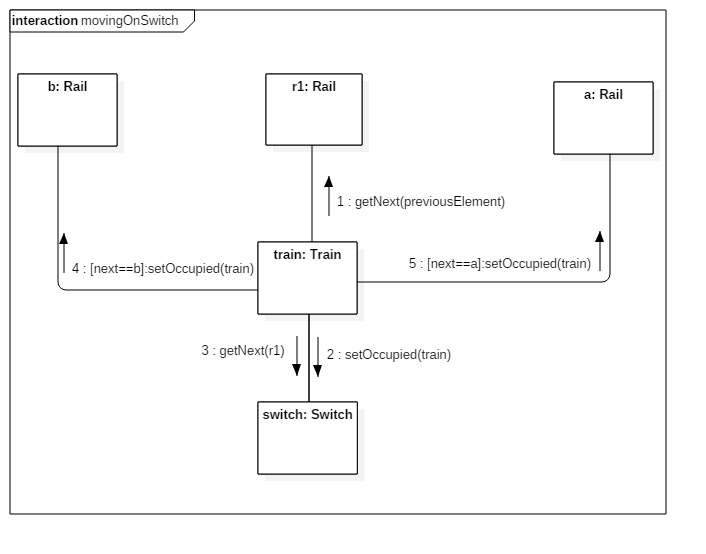 interaction movingOnSwitch
b: Rail
r1: Rail
a: Rail
1 : getNext(previousElement)
4 : [next==b]:setOccupied(train)
train: Train
5 : [next==a]:setOccupied(train)
3 : getNext(r1)
2 : setOccupied(train)
switch: Switch